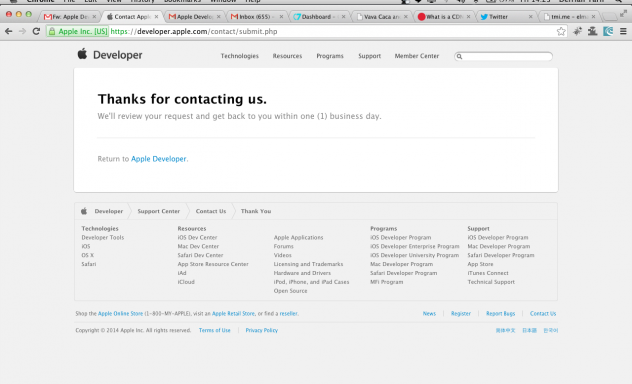 Chrome File Edit View History Bookmarks Window Help
Fw: Apple De Contact Appl Apple Develo Inbox (655) - Dashboard - Vava Caca an What is a CDN Twitter tmi.me - elm
Apple Inc. [US] https://developer.apple.com/contact/submit.php
Developer Technologies Resources Programs Support Member Center
Thanks for contacting us.
We'll review your request and get back to you within one (1) business day.
Return to Apple Developer.
Developer Support Center Contact Us Thank You
Technologies Resources Programs Support
Developer Tools iOS Dev Center Apple Applications iOS Developer Program iOS Developer Program
iOS Mac Dev Center Forums iOS Developer Enterprise Program Mac Developer Program
OS X Safari Dev Center Videos iOS Developer University Program Safari Developer Program
Safari App Store Resource Center Licensing and Trademarks Mac Developer Program App Store
iAd Hardware and Drivers Safari Developer Program iTunes Connect
iCloud iPod, iPhone, and iPad Cases MFi Program Technical Support
Open Source
Shop the Apple Online Store (1-800-MY-APPLE), visit an Apple Retail Store, or find a reseller. News Register Report Bugs Contact Us
Copyright © 2014 Apple Inc. All rights reserved. Terms of Use Privacy Policy 简体中文 日本語 한국어